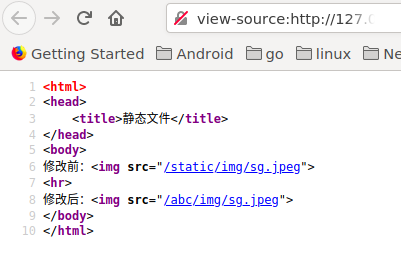 view-source:http://127.
Getting Started Android go linux Ne
1 <html>
2 <head>
3     <title>静态文件</title>
4 </head>
5 <body>
6 修改前：<img src="/static/img/sg.jpeg">
7 <hr>
8 修改后：<img src="/abc/img/sg.jpeg">
9 </body>
10 </html>